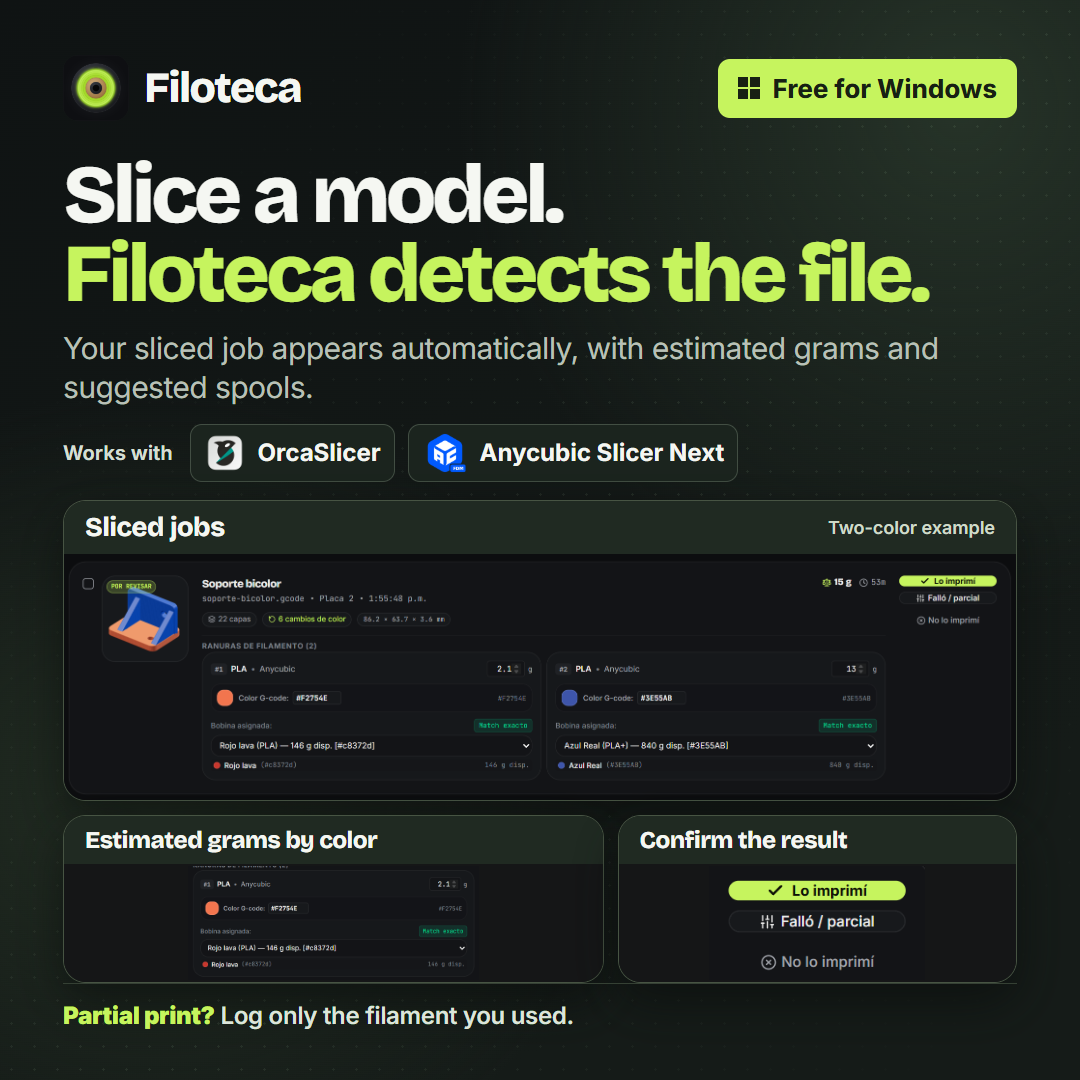 Filoteca
Free for Windows
Slice a model.
Filoteca detects the file.
Your sliced job appears automatically, with estimated grams and
suggested spools.
Works with
OrcaSlicer
Anycubic Slicer Next
Sliced jobs
Two-color example
POR REVISAR
Soporte bicolor
15 g
53m
Lo imprimí
soporte-bicolor.gcode • Placa 2 • 1:55:48 p.m.
Falló / parcial
22 capas
6 cambios de color
86.2 × 63.7 × 3.6 mm
No lo imprimí
RANURAS DE FILAMENTO (2)
#1 PLA • Anycubic
2.1 g
Color G-code: #F2754E
#F2754E
Bobina asignada:
Match exacto
Rojo lava (PLA) — 146 g disp. [#c8372d]
Rojo lava (#c8372d)
146 g disp.
#2 PLA • Anycubic
13 g
Color G-code: #3E55AB
#3E55AB
Bobina asignada:
Match exacto
Azul Real (PLA+) — 840 g disp. [#3E55AB]
Azul Real (#3E55AB)
840 g disp.
Estimated grams by color
#1 PLA • Anycubic
2.1 g
Color G-code: #F2754E
#F2754E
Bobina asignada:
Match exacto
Rojo lava (PLA) — 146 g disp. [#c8372d]
Rojo lava (#c8372d)
146 g disp.
Confirm the result
Lo imprimí
Falló / parcial
No lo imprimí
Partial print? Log only the filament you used.